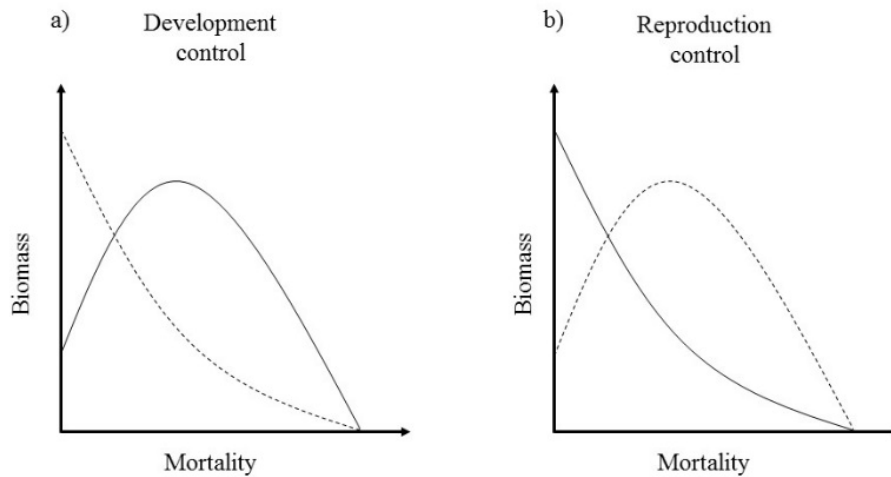 a)
Development
control
Biomass
Mortality
b)
Reproduction
control
Biomass
Mortality